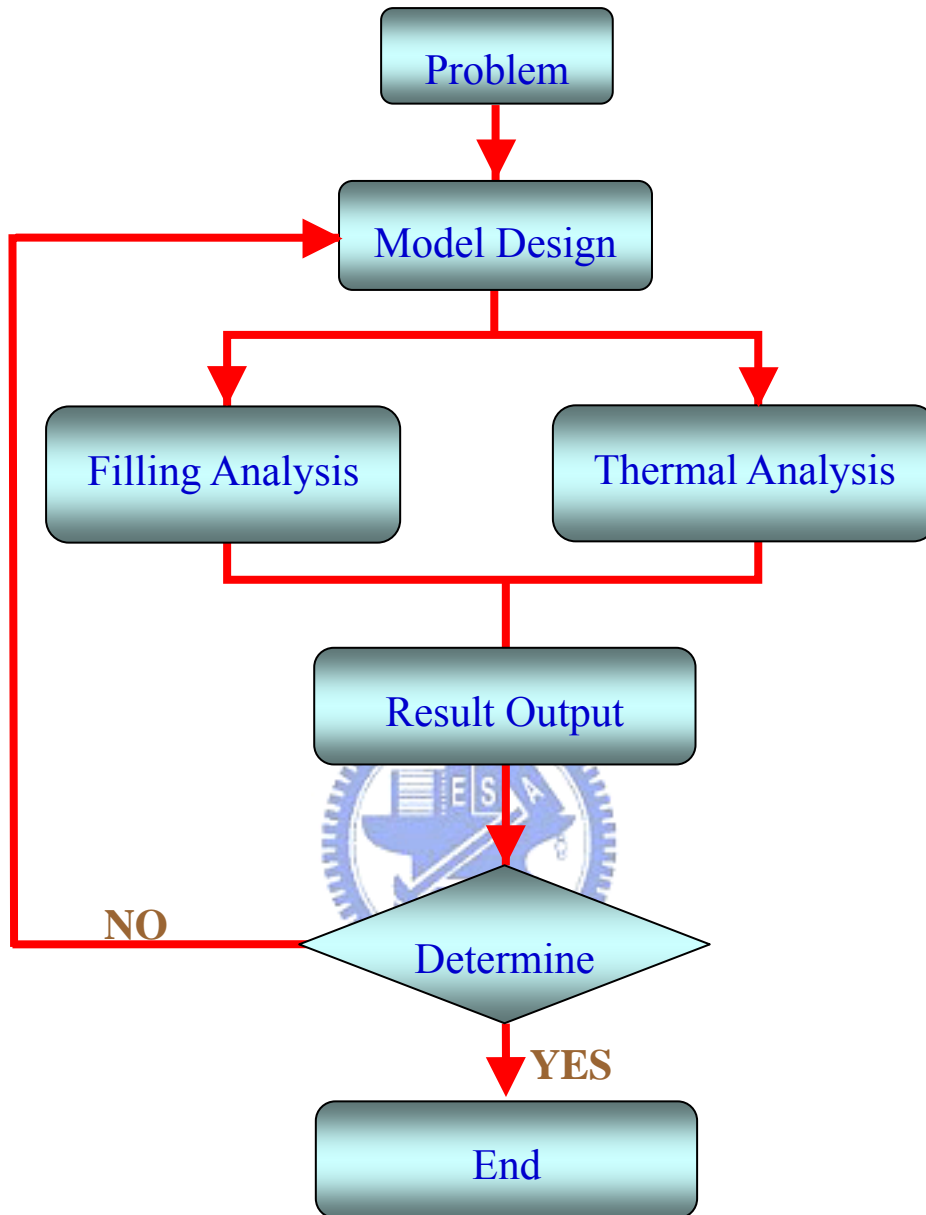 Problem
Model Design
Filling Analysis
Thermal Analysis
Result Output
E S A
NO
Determine
YES
End